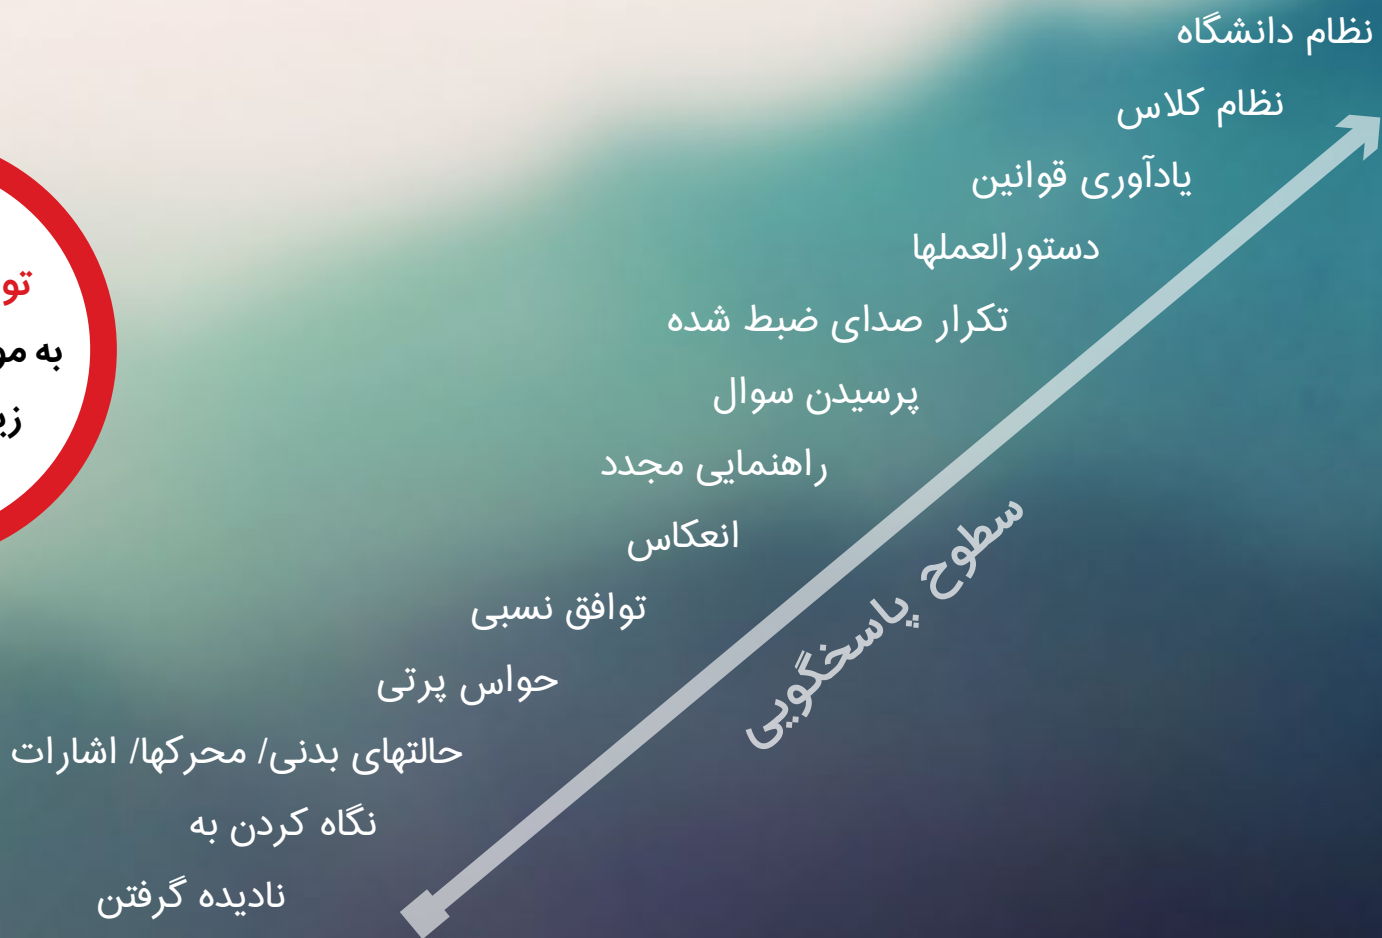 نظام دانشگاه
نظام کلاس
یادآوری قوانین
دستورالعملها
تکرار صدای ضبط شده
پرسیدن سوال
راهنمایی مجدد
انعکاس
توافق نسبی
حواس پرتی
حالتهای بدنی/ محرکها/ اشارات
نگاه کردن به
نادیده گرفتن
سطوح پاسخگویی
به